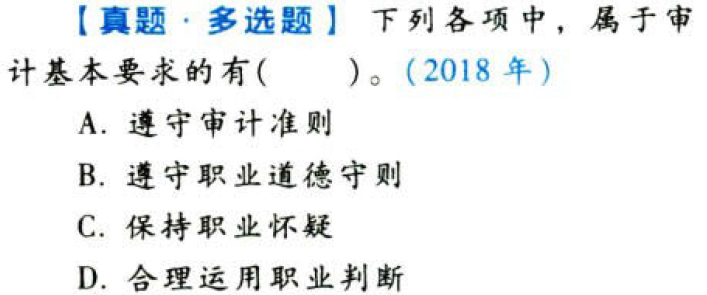 【真题·多选题】 下列各项中，属于审
计基本要求的有(　　)。(2018 年)
A. 遵守审计准则
B. 遵守职业道德守则
C. 保持职业怀疑
D. 合理运用职业判断